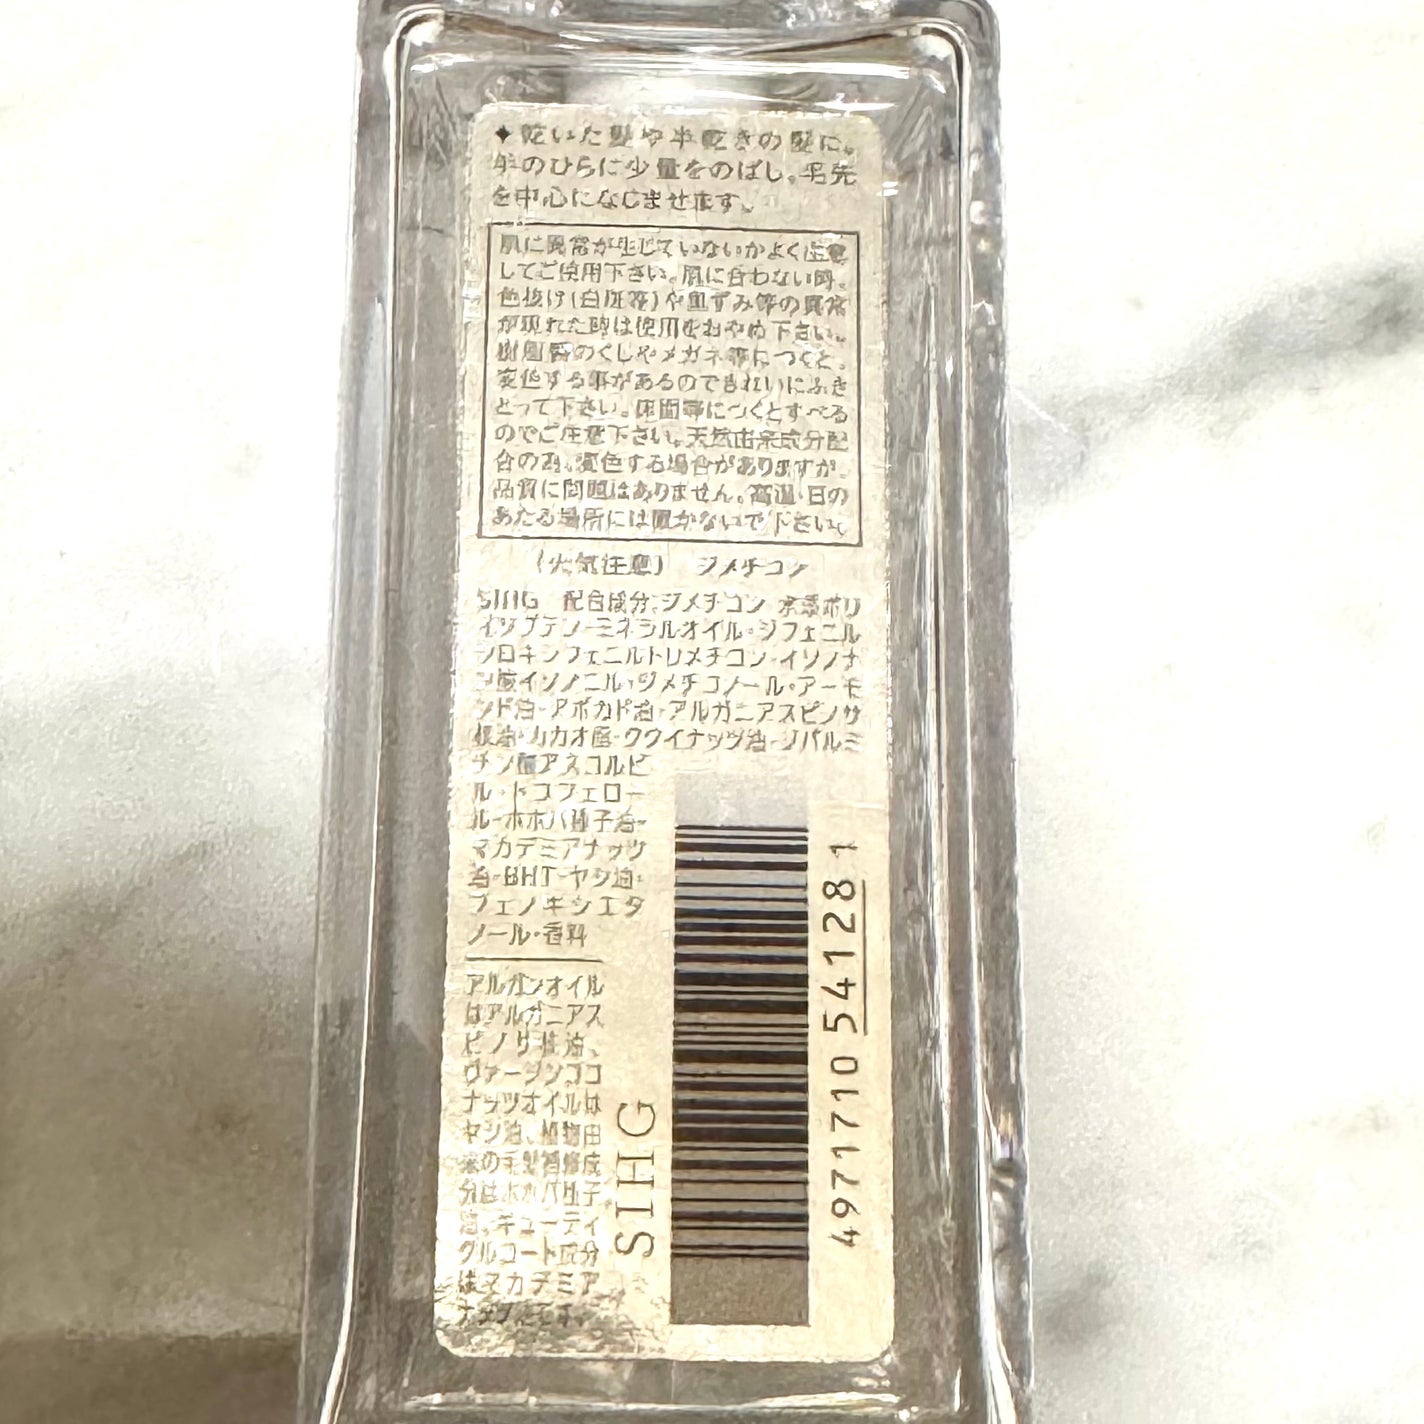 ✦乾いた髪や半乾きの髪に。
手のひらに少量をのばし。毛先
を中心になじませます。
肌に異常が生じていないかよく注意
してご使用下さい。肌に合わない時。
色抜け(白斑等)や黒ずみ等の異常
が現れた時は使用をおやめ下さい。
樹脂製のくしやメガネ等につくと、
変色する事があるのできれいにふき
とって下さい。床面等につくとすべる
のでご注意下さい。天然由来成分配
合の為、変色する場合がありますが、
品質に問題はありません。高温・日の
あたる場所には置かないで下さい。
(火気注意) ジメチコン
SIHG 配合成分:ジメチコン・水添ポリ
イソブテン・ミネラルオイル・ジフェニル
シロキシフェニルトリメチコン・イソノナ
ン酸イソノニル・ジメチコノール・アーモ
ンド油・アボカド油・アルガニアスピノサ
核油・カカオ脂・ククイナッツ油・ジパルミ
チン酸アスコルビ
ル・トコフェロー
ル・ホホバ種子油・
マカデミアナッツ
油・BHT・ヤシ油・
フェノキシエタ
ノール・香料
アルガンオイル
はアルガニアス
ピノサ核油、
ヴァージンココ
ナッツオイルは
ヤシ油、植物由
来の毛髪補修成
分はホホバ種子
油、キューティ
クルコート成分
はマカデミア
ナッツ油です。
SIHG
4971710 541281